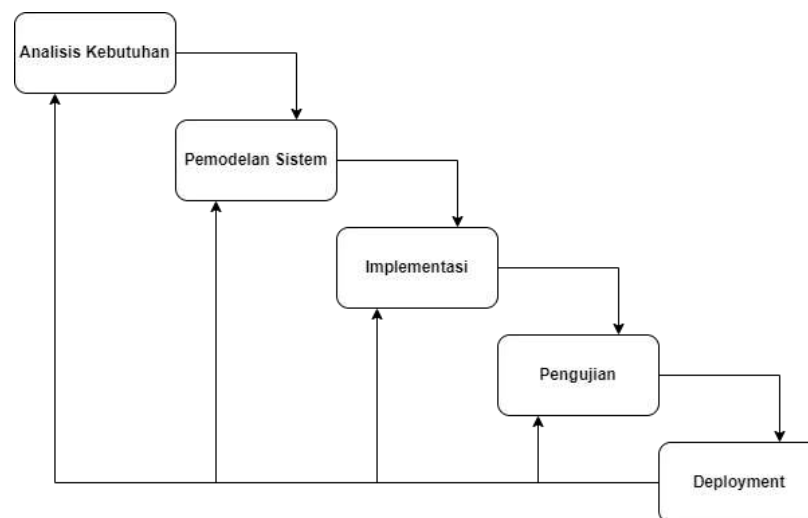 Analisis Kebutuhan
Pemodelan Sistem
Implementasi
Pengujian
Deployment